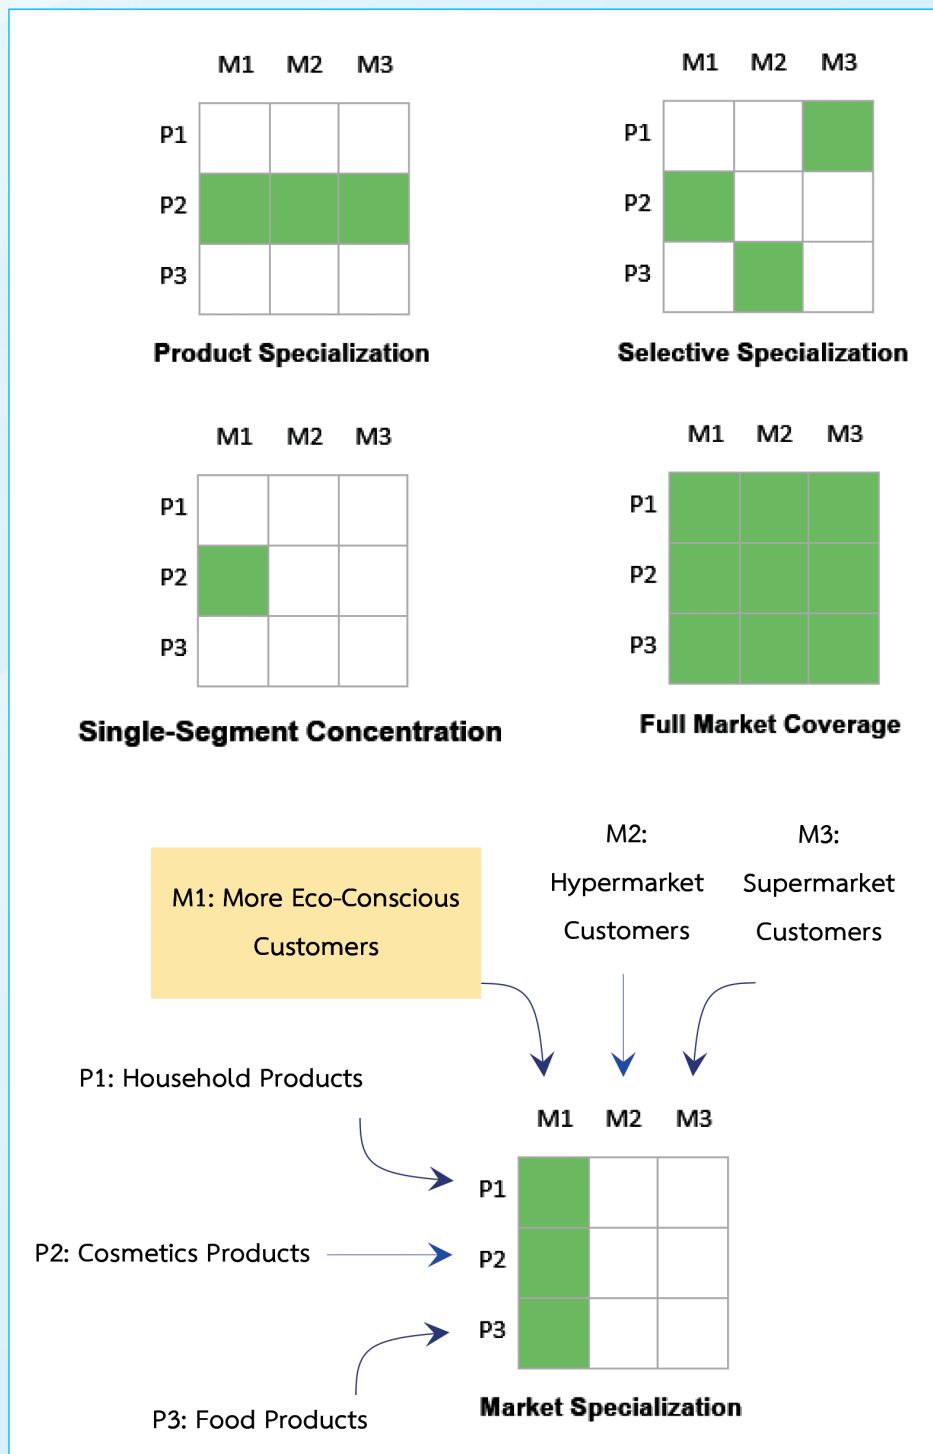 M1 M2 M3
P1
P2
P3
Product Specialization
M1 M2 M3
P1
P2
P3
Selective Specialization
M1 M2 M3
P1
P2
P3
Single-Segment Concentration
M1 M2 M3
P1
P2
P3
Full Market Coverage
M1: More Eco-Conscious
Customers
M2:
Hypermarket
Customers
M3:
Supermarket
Customers
P1: Household Products
P2: Cosmetics Products
P3: Food Products
M1 M2 M3
P1
P2
P3
Market Specialization